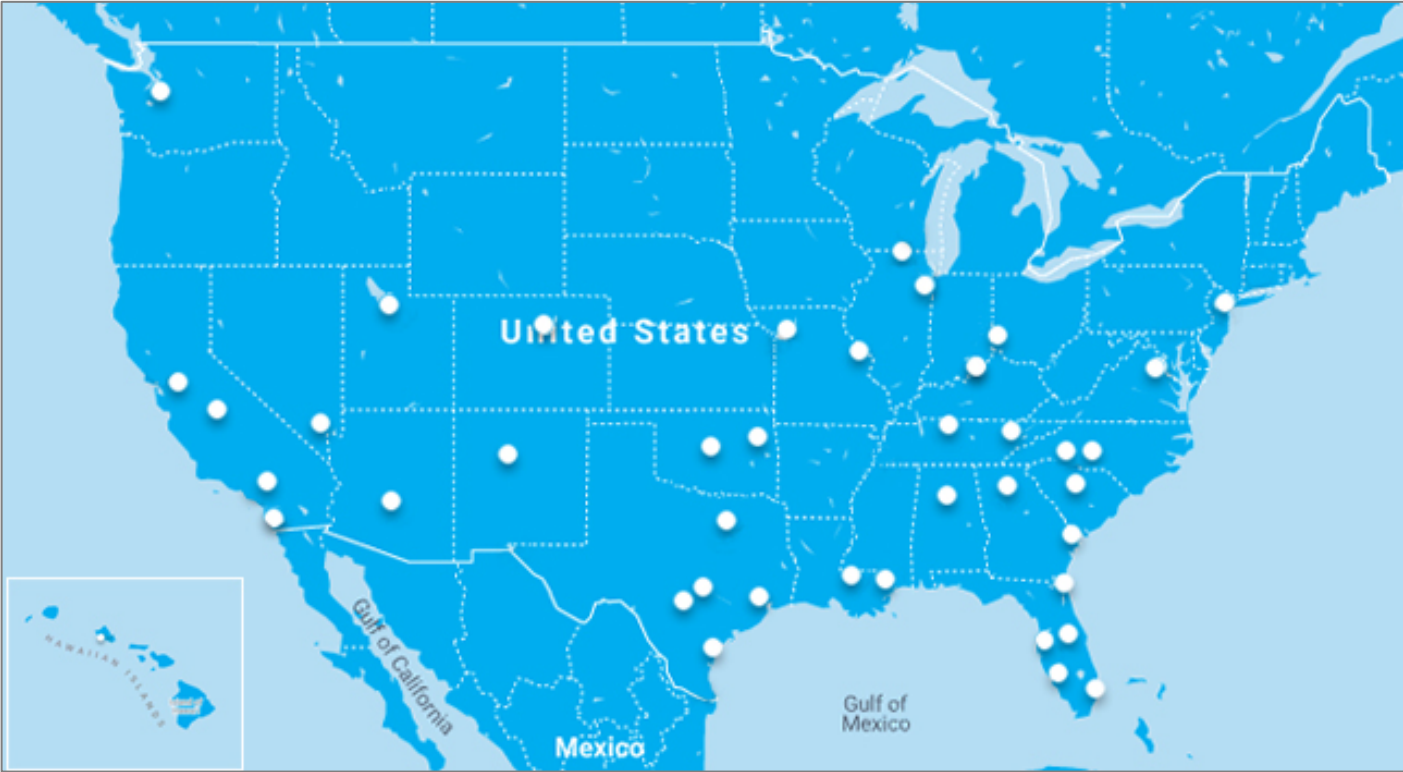 United States
Gulf of California
HAWAIIAN ISLANDS
Gulf of
Mexico
Mexico